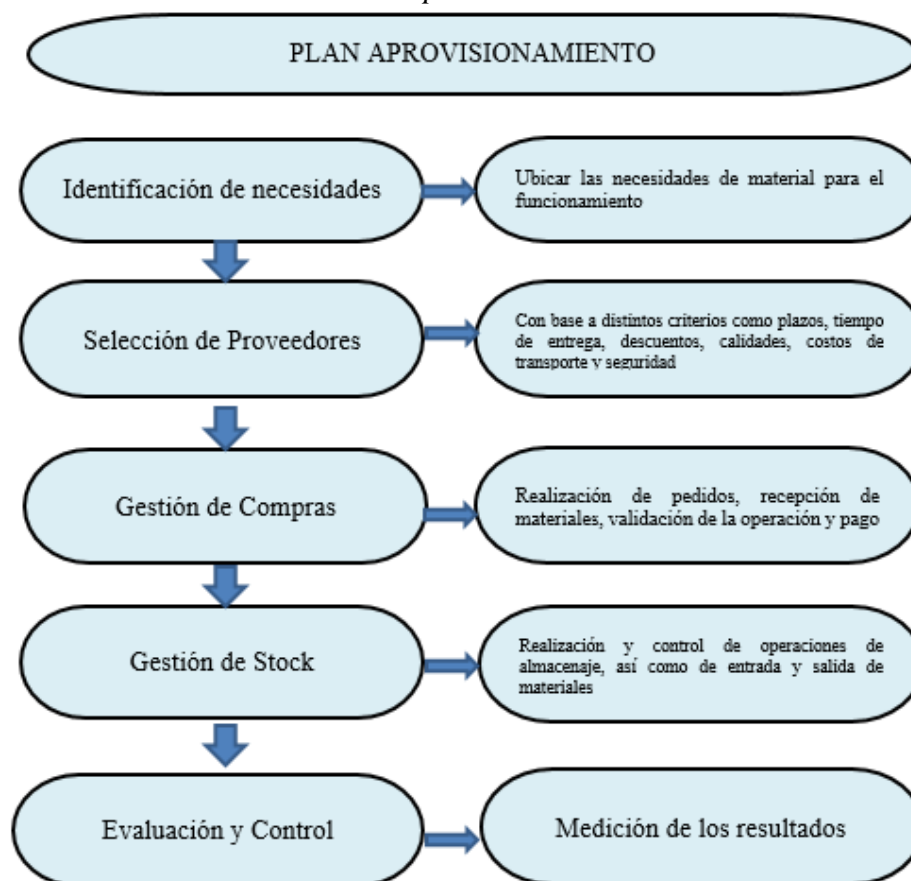 PLAN APROVISIONAMIENTO
Identificación de necesidades
Ubicar las necesidades de material para el
funcionamiento
Selección de Proveedores
Con base a distintos criterios como plazos, tiempo
de entrega, descuentos, calidades, costos de
transporte y seguridad
Gestión de Compras
Realización de pedidos, recepción de
materiales, validación de la operación y pago
Gestión de Stock
Realización y control de operaciones de
almacenaje, así como de entrada y salida de
materiales
Evaluación y Control
Medición de los resultados